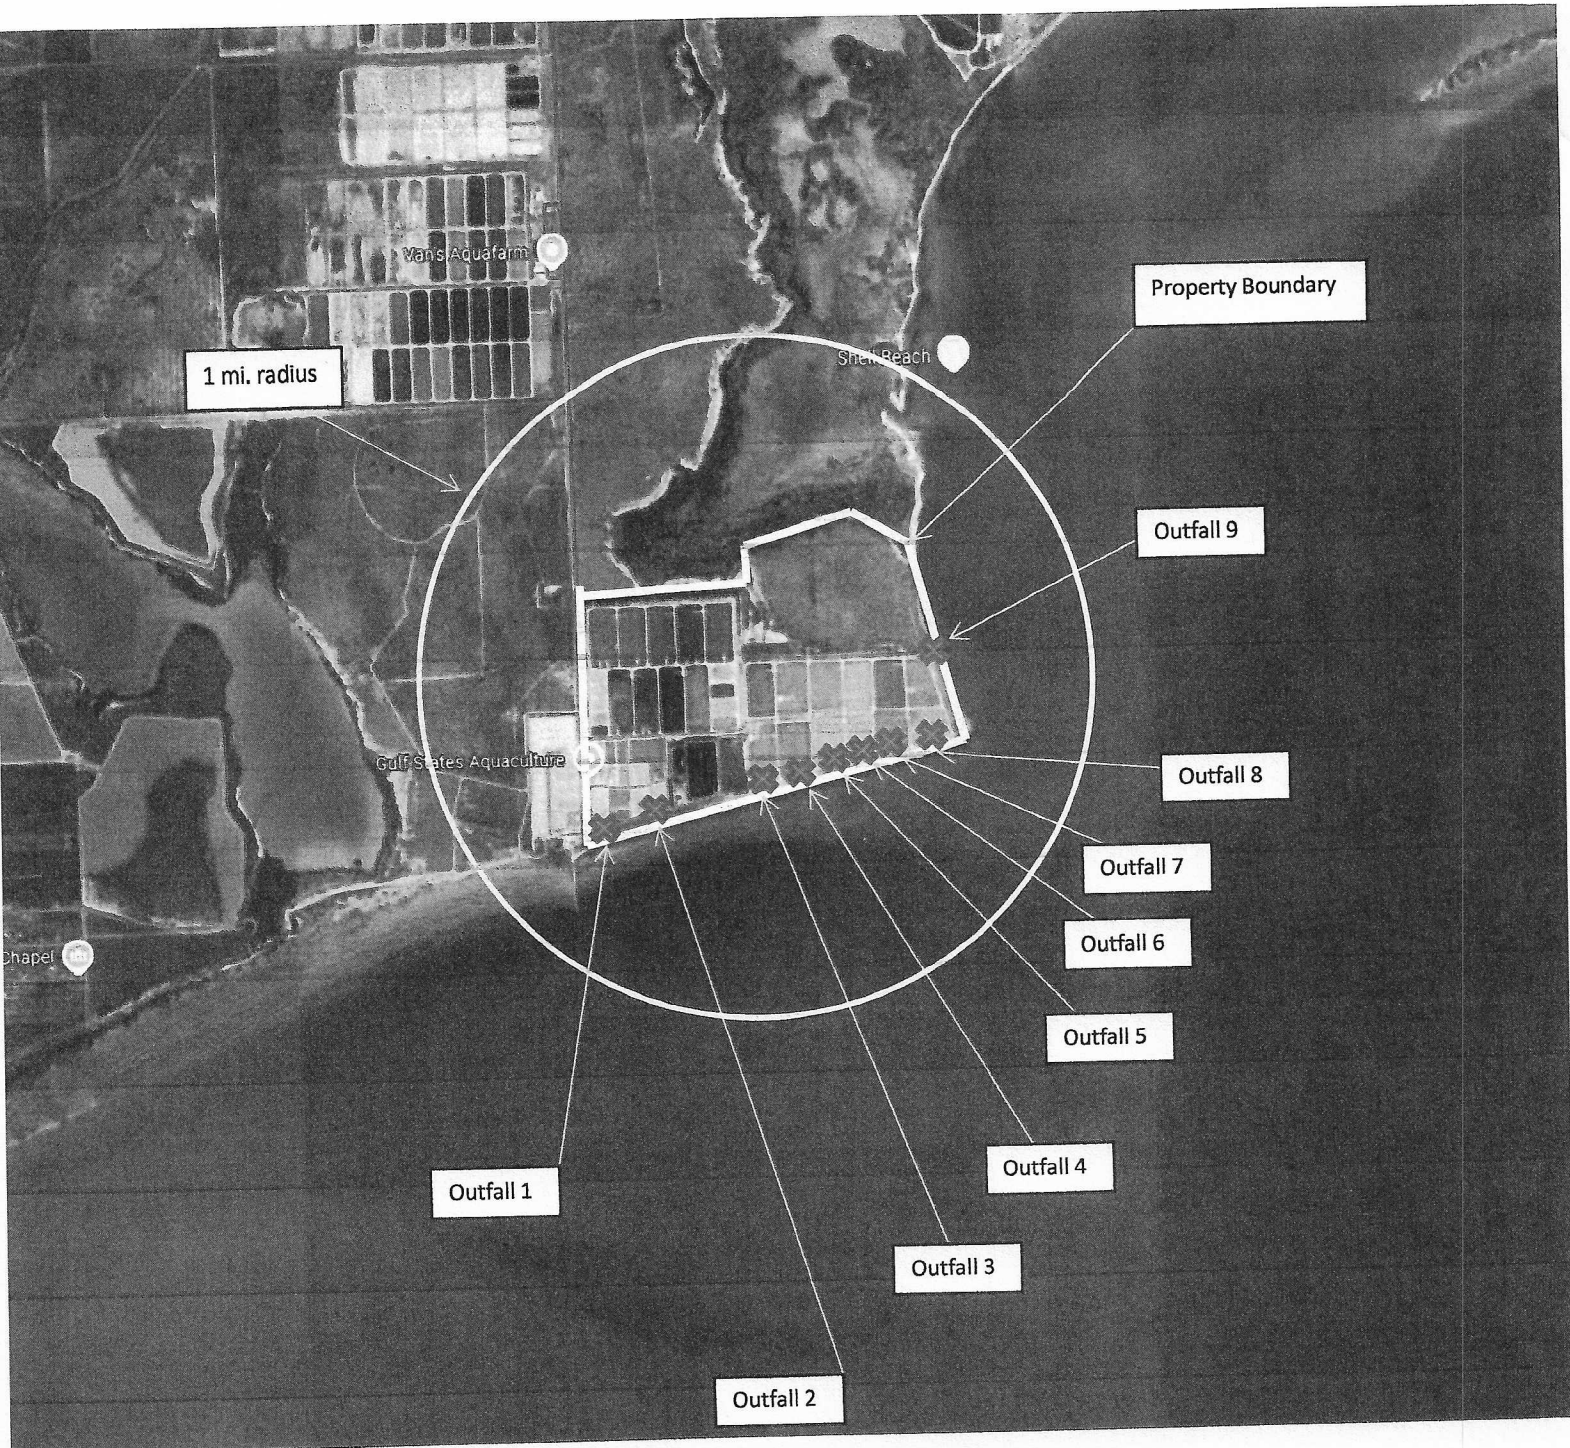 Van's Aquafarm
Property Boundary
Shell Beach
1 mi. radius
Outfall 9
Gulf States Aquaculture
Outfall 8
Outfall 7
Outfall 6
Chapel
Outfall 5
Outfall 4
Outfall 1
Outfall 3
Outfall 2